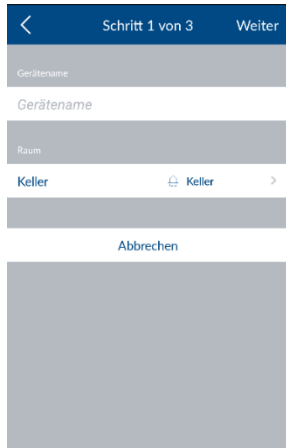 Schritt 1 von 3 Weiter
Gerätename
Gerätename
Raum
Keller Keller
Abbrechen